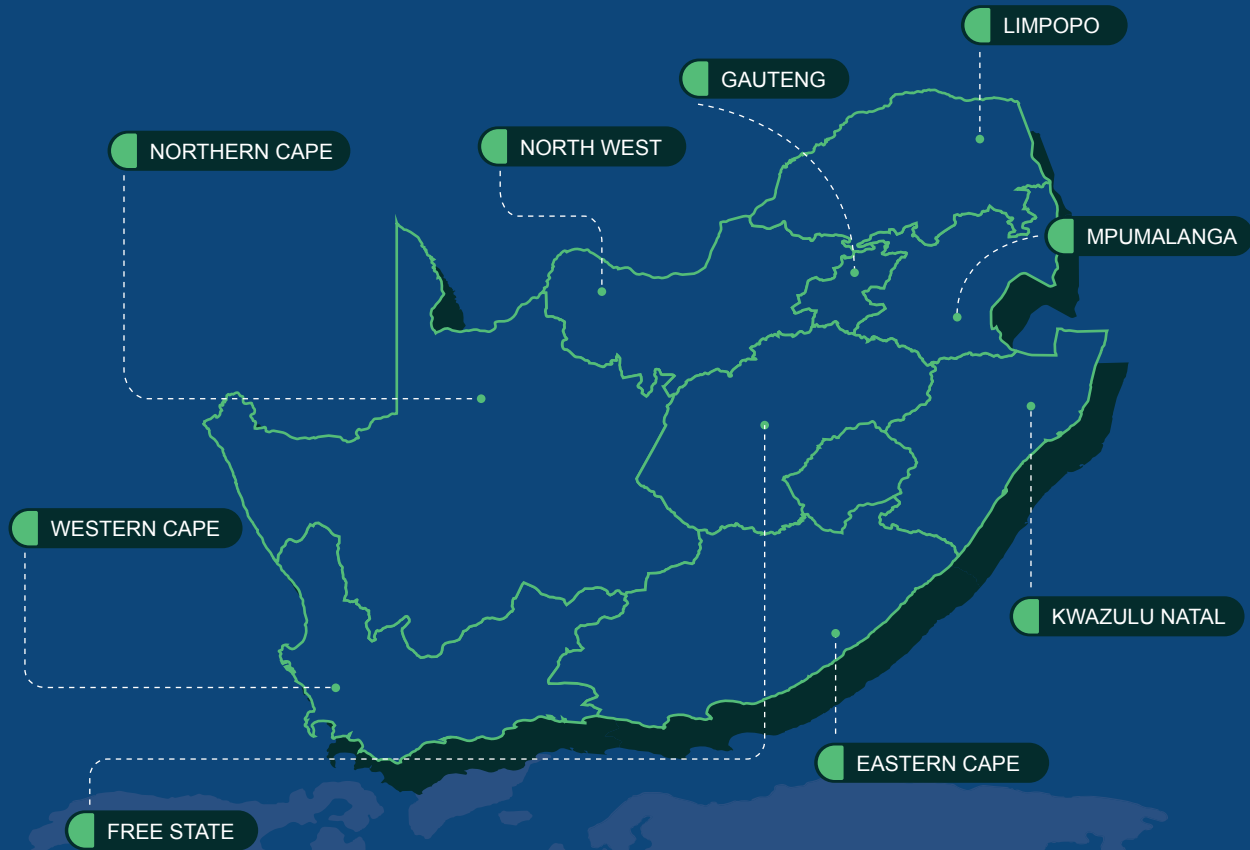 LIMPOPO
GAUTENG
NORTHERN CAPE
NORTH WEST
MPUMALANGA
WESTERN CAPE
KWAZULU NATAL
EASTERN CAPE
FREE STATE